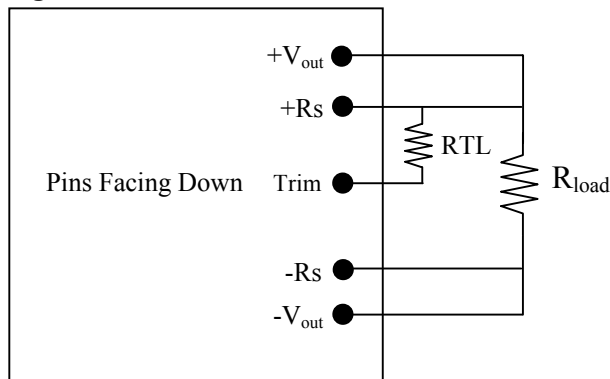 +Vout
+Rs
RTL
Pins Facing Down
Trim
Rload
-Rs
-Vout